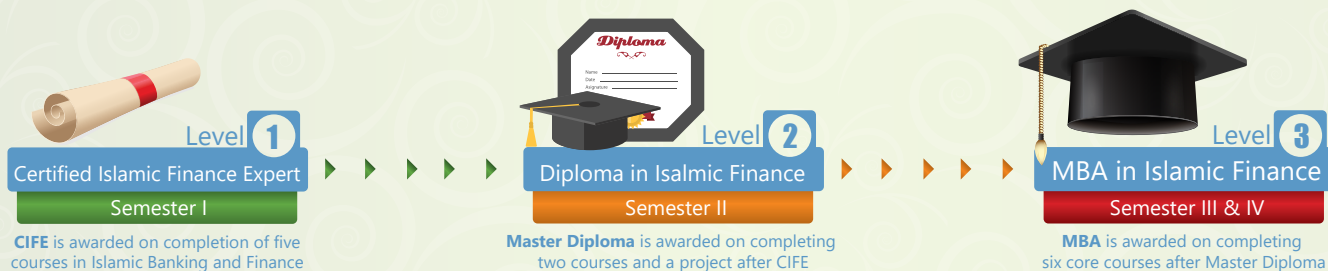 Diploma
Name
Date
Asignature
Level 1
Certified Islamic Finance Expert
Semester I
CIFE is awarded on completion of five
courses in Islamic Banking and Finance
Level 2
Diploma in Isalmic Finance
Semester II
Master Diploma is awarded on completing
two courses and a project after CIFE
Level 3
MBA in Islamic Finance
Semester III & IV
MBA is awarded on completing
six core courses after Master Diploma